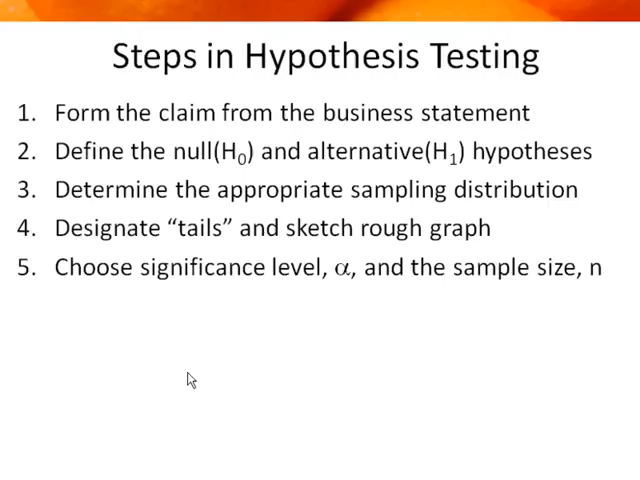 Steps in Hypothesis Testing
1. Form the claim from the business statement
2. Define the null(H₀) and alternative(H₁) hypotheses
3. Determine the appropriate sampling distribution
4. Designate “tails” and sketch rough graph
5. Choose significance level, α, and the sample size, n